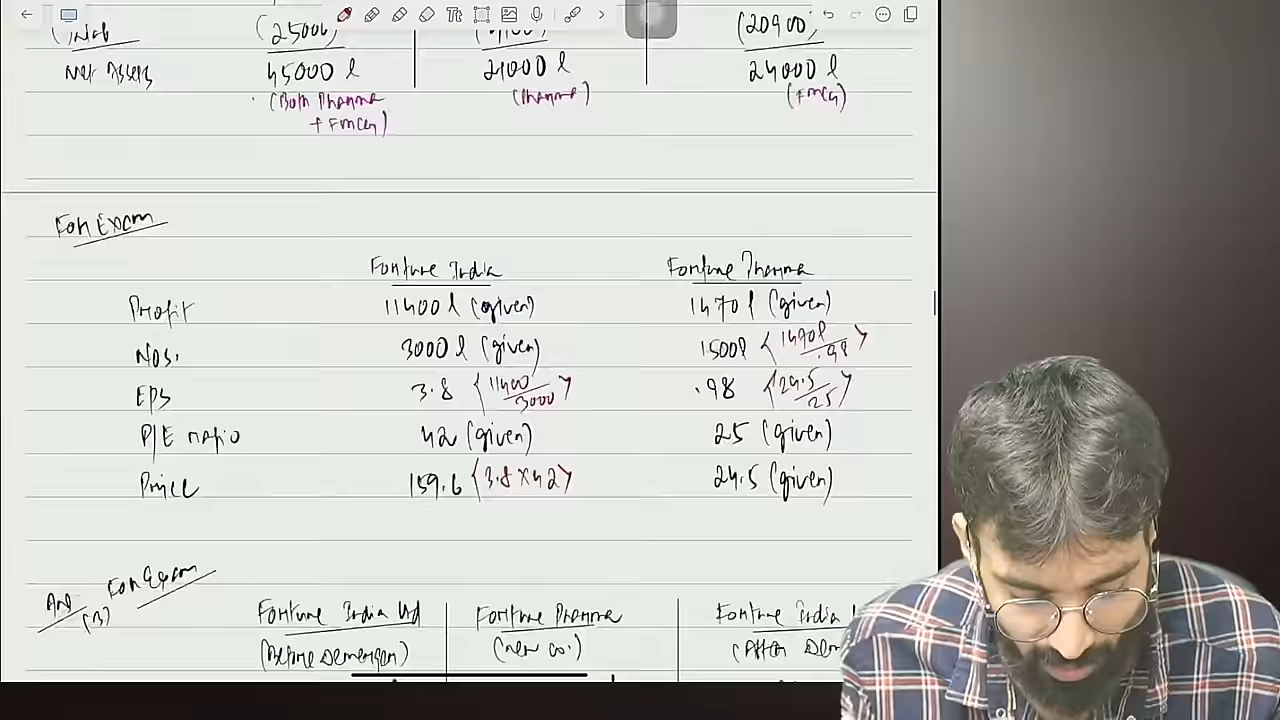 (25000) (20900)
Net Assets 45000 l 21000 l 24000 l
(Both Pharma (Pharma) (FMCG)
+ FMCG)
For Exam
Fortune India Fortune Pharma
Profit 11400 l (given) 1470 l (given)
Nos. 3000 l (given) 1500l < 1470l/.98 >
EPS 3.8 < 11400/3000 > .98 < 24.5/25 >
P/E ratio 42 (given) 25 (given)
Price 159.6 < 3.8 x 42 > 24.5 (given)
Ans (B) For Exam
Fortune India Ltd Fortune Pharma Fortune India
(Before Demerger) (new co.) (After Dem